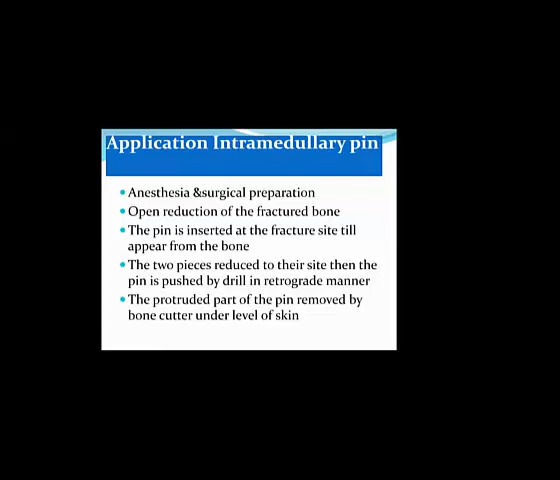 Application Intramedullary pin
Anesthesia &surgical preparation
Open reduction of the fractured bone
The pin is inserted at the fracture site till
appear from the bone
The two pieces reduced to their site then the
pin is pushed by drill in retrograde manner
The protruded part of the pin removed by
bone cutter under level of skin